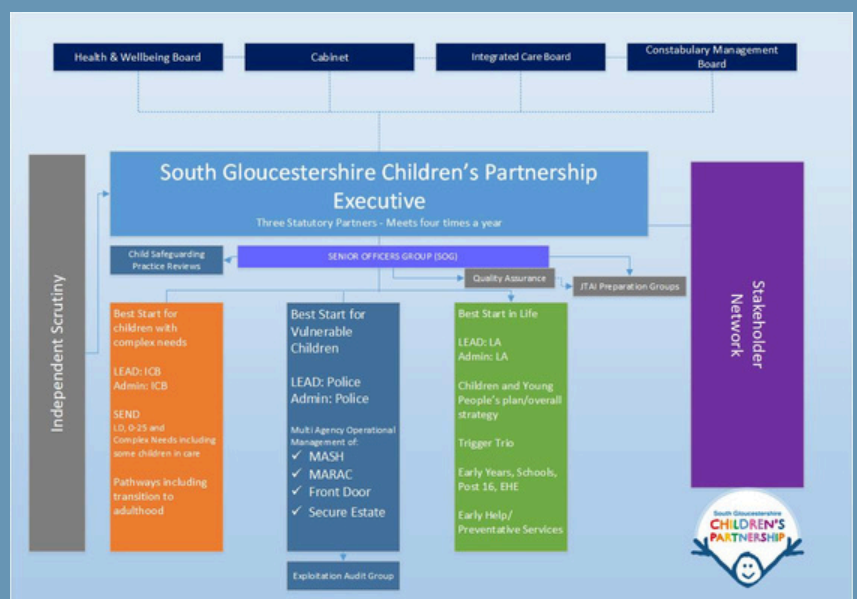 Health & Wellbeing Board
Cabinet
Integrated Care Board
Constabulary Management
Board
South Gloucestershire Children's Partnership
Executive
Three Statutory Partners - Meets four times a year
Independent Scrutiny
Stakeholder
Network
Child Safeguarding
Practice Reviews
SENIOR OFFICERS GROUP (SOG)
Quality Assurance
JTAI Preparation Groups
Best Start for
children with
complex needs
LEAD: ICB
Admin: ICB
SEND
LD, 0-25 and
Complex Needs including
some children in care
Pathways including
transition to
adulthood
Best Start for
Vulnerable
Children
LEAD: Police
Admin: Police
Multi Agency Operational
Management of:
✓ MASH
✓ MARAC
✓ Front Door
✓ Secure Estate
Exploitation Audit Group
Best Start in Life
LEAD: LA
Admin: LA
Children and Young
People's plan/overall
strategy
Trigger Trio
Early Years, Schools,
Post 16, EHE
Early Help/
Preventative Services
South Gloucestershire
CHILDREN'S
PARTNERSHIP